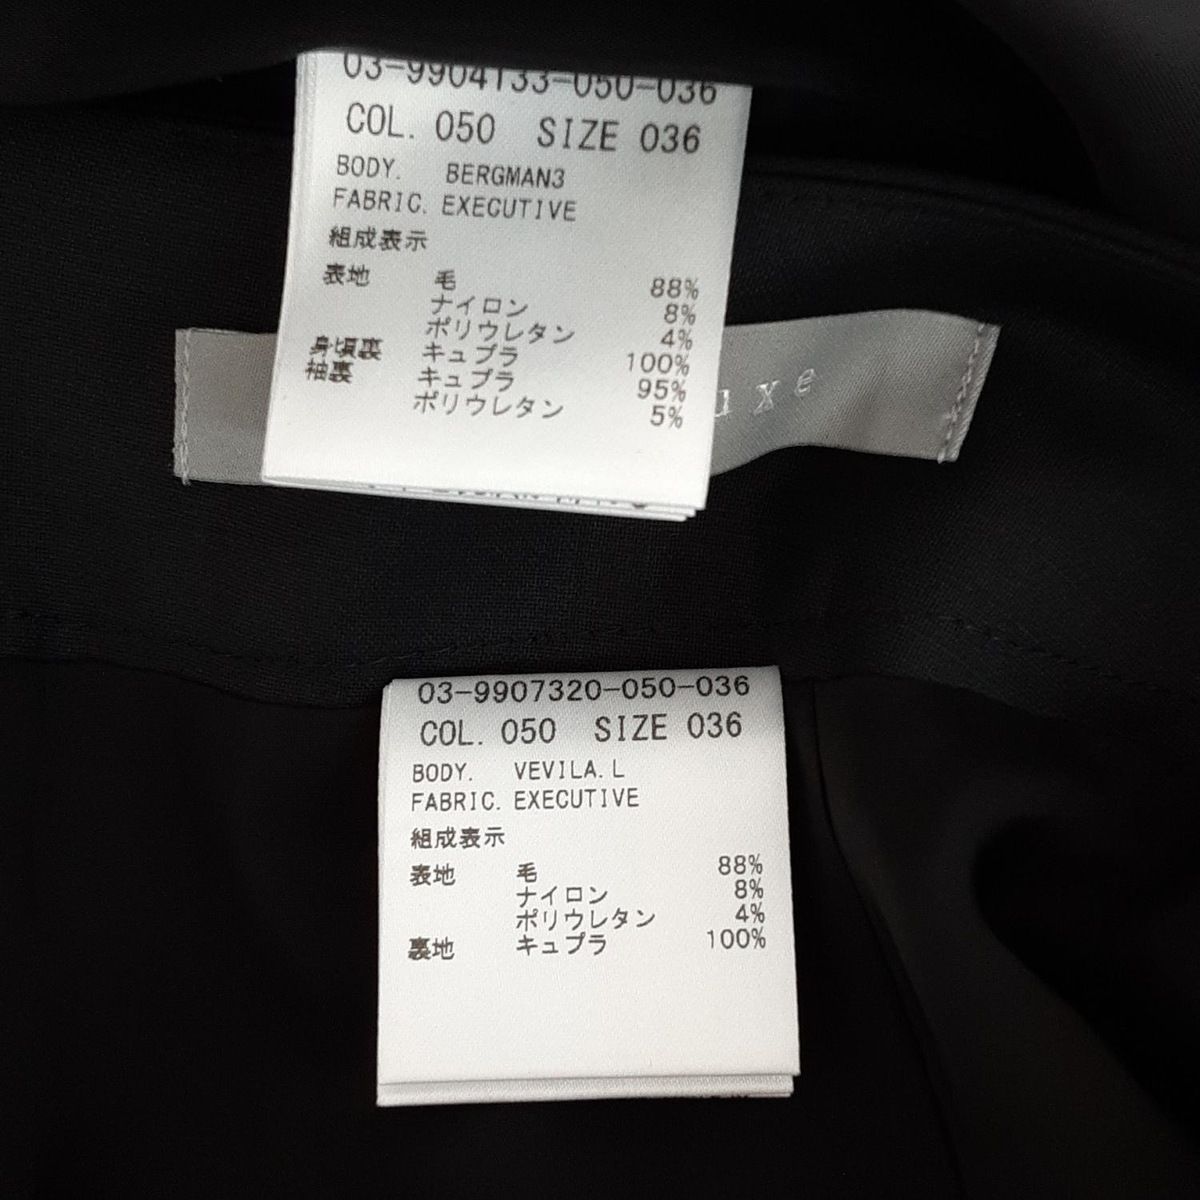 03-9904133-050-036
COL. 050 SIZE 036
BODY. BERGMAN3
FABRIC. EXECUTIVE
組成表示
表地 毛 88%
ナイロン 8%
ポリウレタン 4%
身頃裏 キュプラ 100%
袖裏 キュプラ 95%
ポリウレタン 5%
uxe
03-9907320-050-036
COL. 050 SIZE 036
BODY. VEVILA.L
FABRIC. EXECUTIVE
組成表示
表地 毛 88%
ナイロン 8%
ポリウレタン 4%
裏地 キュプラ 100%